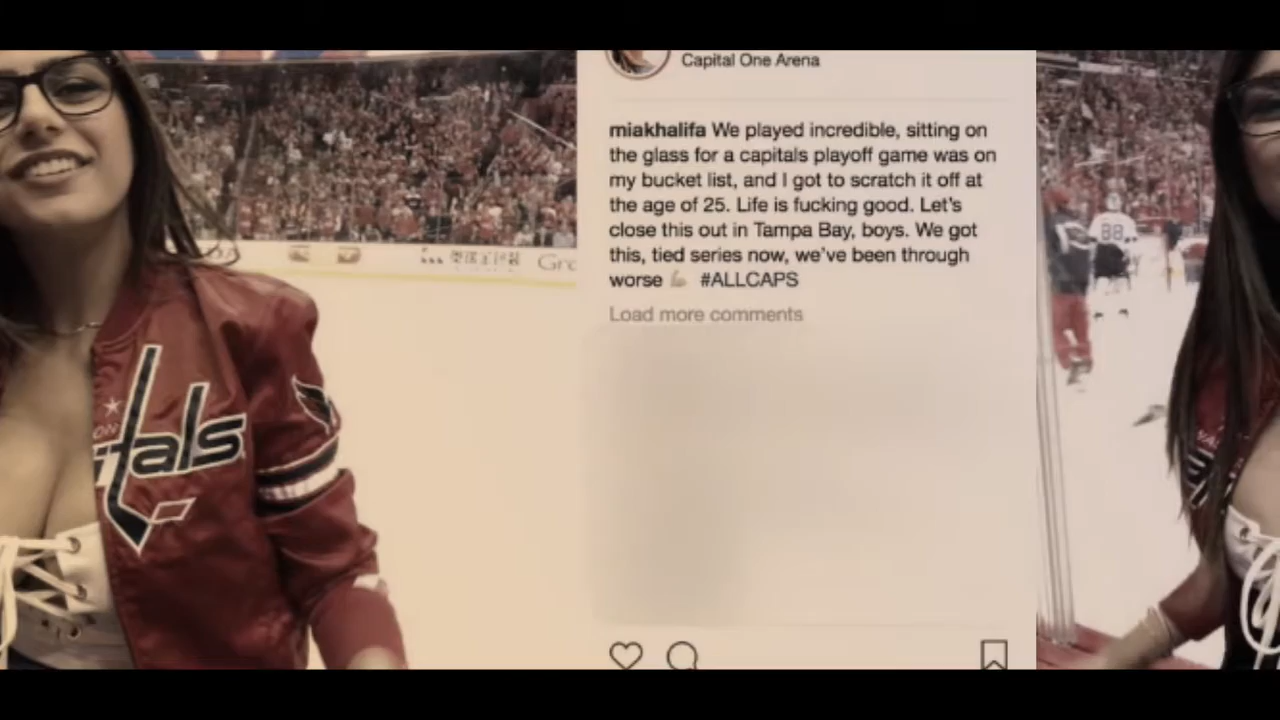 Capital One Arena
miakhalifa We played incredible, sitting on
the glass for a capitals playoff game was on
my bucket list, and I got to scratch it off at
the age of 25. Life is fucking good. Let's
close this out in Tampa Bay, boys. We got
this, tied series now, we've been through
worse 💪 #ALLCAPS
Load more comments
88